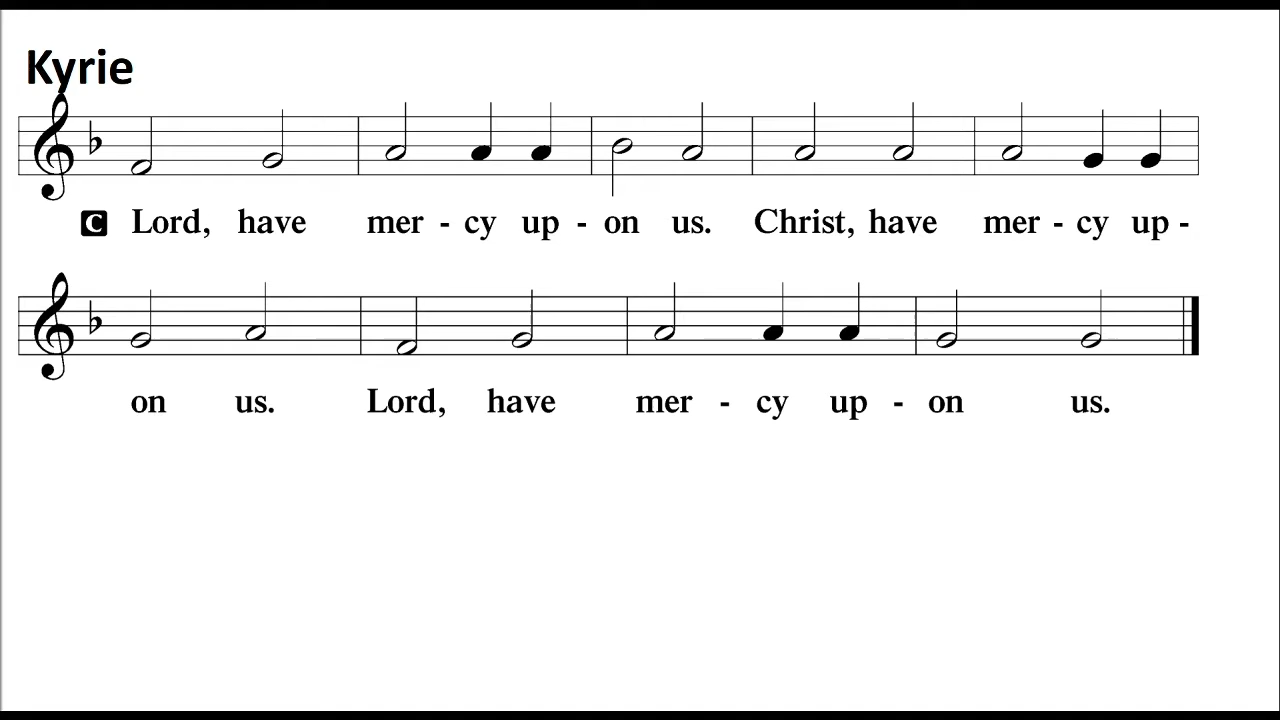 Kyrie
C Lord, have mer - cy up - on us. Christ, have mer - cy up -
on us. Lord, have mer - cy up - on us.